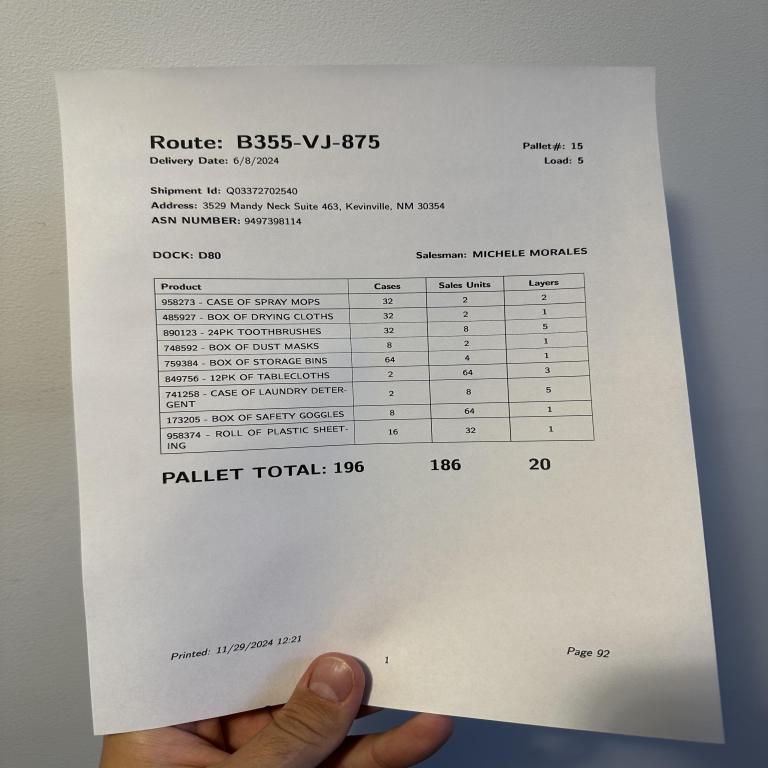 Route: B355-VJ-875
Pallet#: 15
Delivery Date: 6/8/2024
Load: 5
Shipment Id: Q03372702540
Address: 3529 Mandy Neck Suite 463, Kevinville, NM 30354
ASN NUMBER: 9497398114
DOCK: D80
Salesman: MICHELE MORALES
Product Cases Sales Units Layers
958273 - CASE OF SPRAY MOPS 32 2 2
485927 - BOX OF DRYING CLOTHS 32 2 1
890123 - 24PK TOOTHBRUSHES 32 8 5
748592 - BOX OF DUST MASKS 8 2 1
759384 - BOX OF STORAGE BINS 64 4 1
849756 - 12PK OF TABLECLOTHS 2 64 3
741258 - CASE OF LAUNDRY DETER-
GENT 2 8 5
173205 - BOX OF SAFETY GOGGLES 8 64 1
958374 - ROLL OF PLASTIC SHEET-
ING 16 32 1
PALLET TOTAL: 196 186 20
Printed: 11/29/2024 12:21
1
Page 92